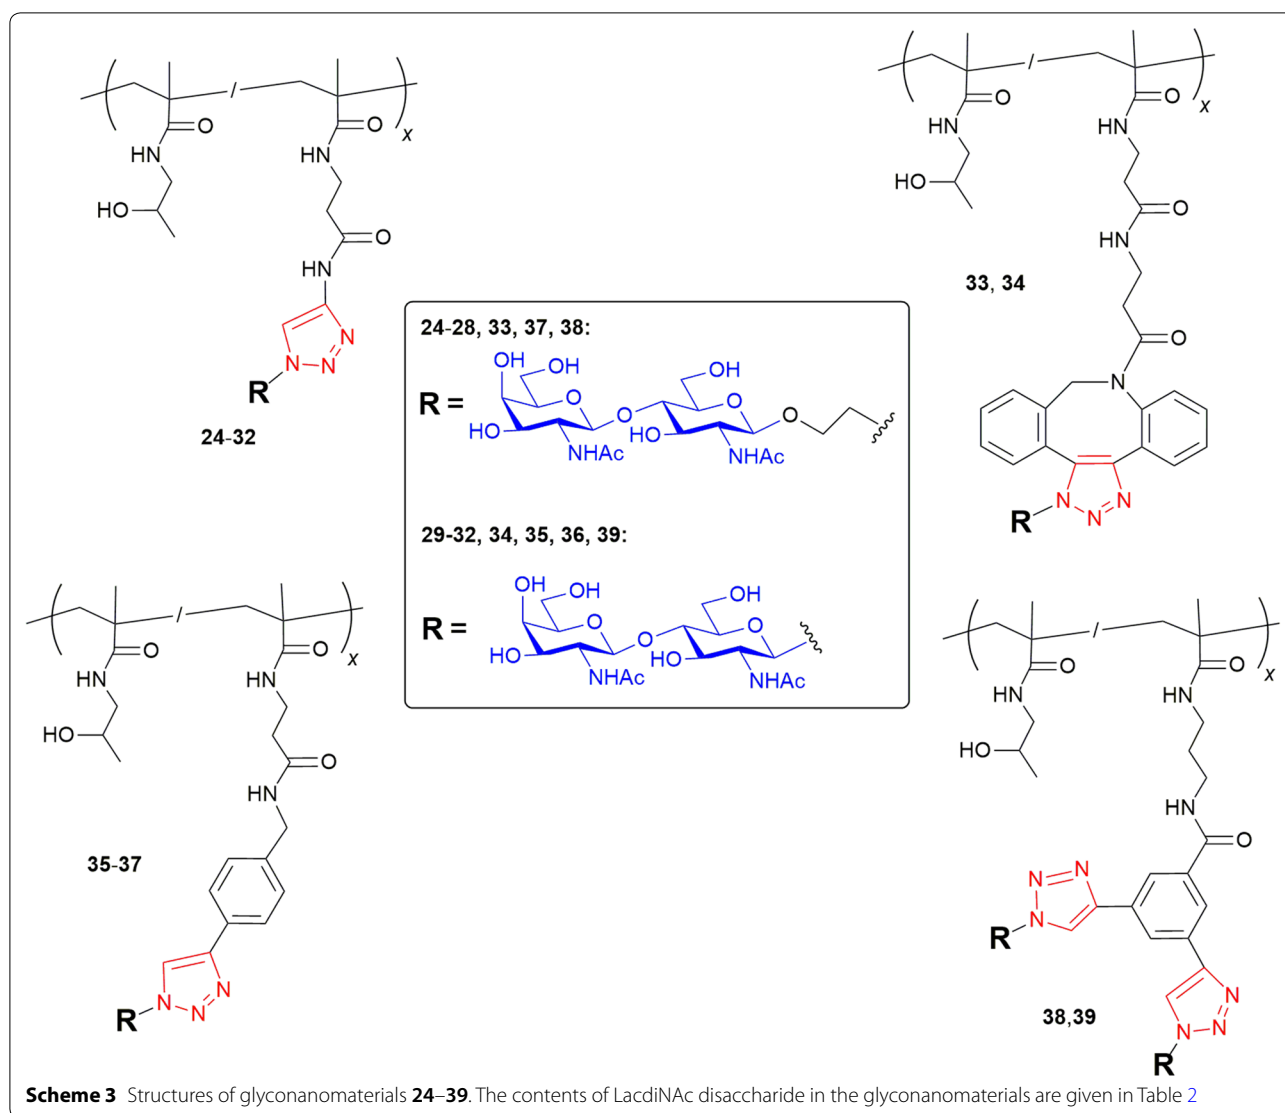 O
O
x
HN
HN
HO
O
HN
N
N
N
R
24-32
O
O
x
HN
HN
HO
O
HN
33, 34
O
N
N
N
N
R
24-28, 33, 37, 38:
OH
OH
OH
R =
O
O
O
O
HO
HO
NHAc
NHAc
29-32, 34, 35, 36, 39:
OH
OH
OH
R =
O
O
O
HO
HO
NHAc
NHAc
O
O
x
HN
HN
HO
O
HN
35-37
N
N
N
R
O
O
x
HN
HN
HO
HN
O
N
N
N
R
N
N
N
R
38,39
Scheme 3 Structures of glyconanomaterials 24–39. The contents of LacdiNAc disaccharide in the glyconanomaterials are given in Table 2